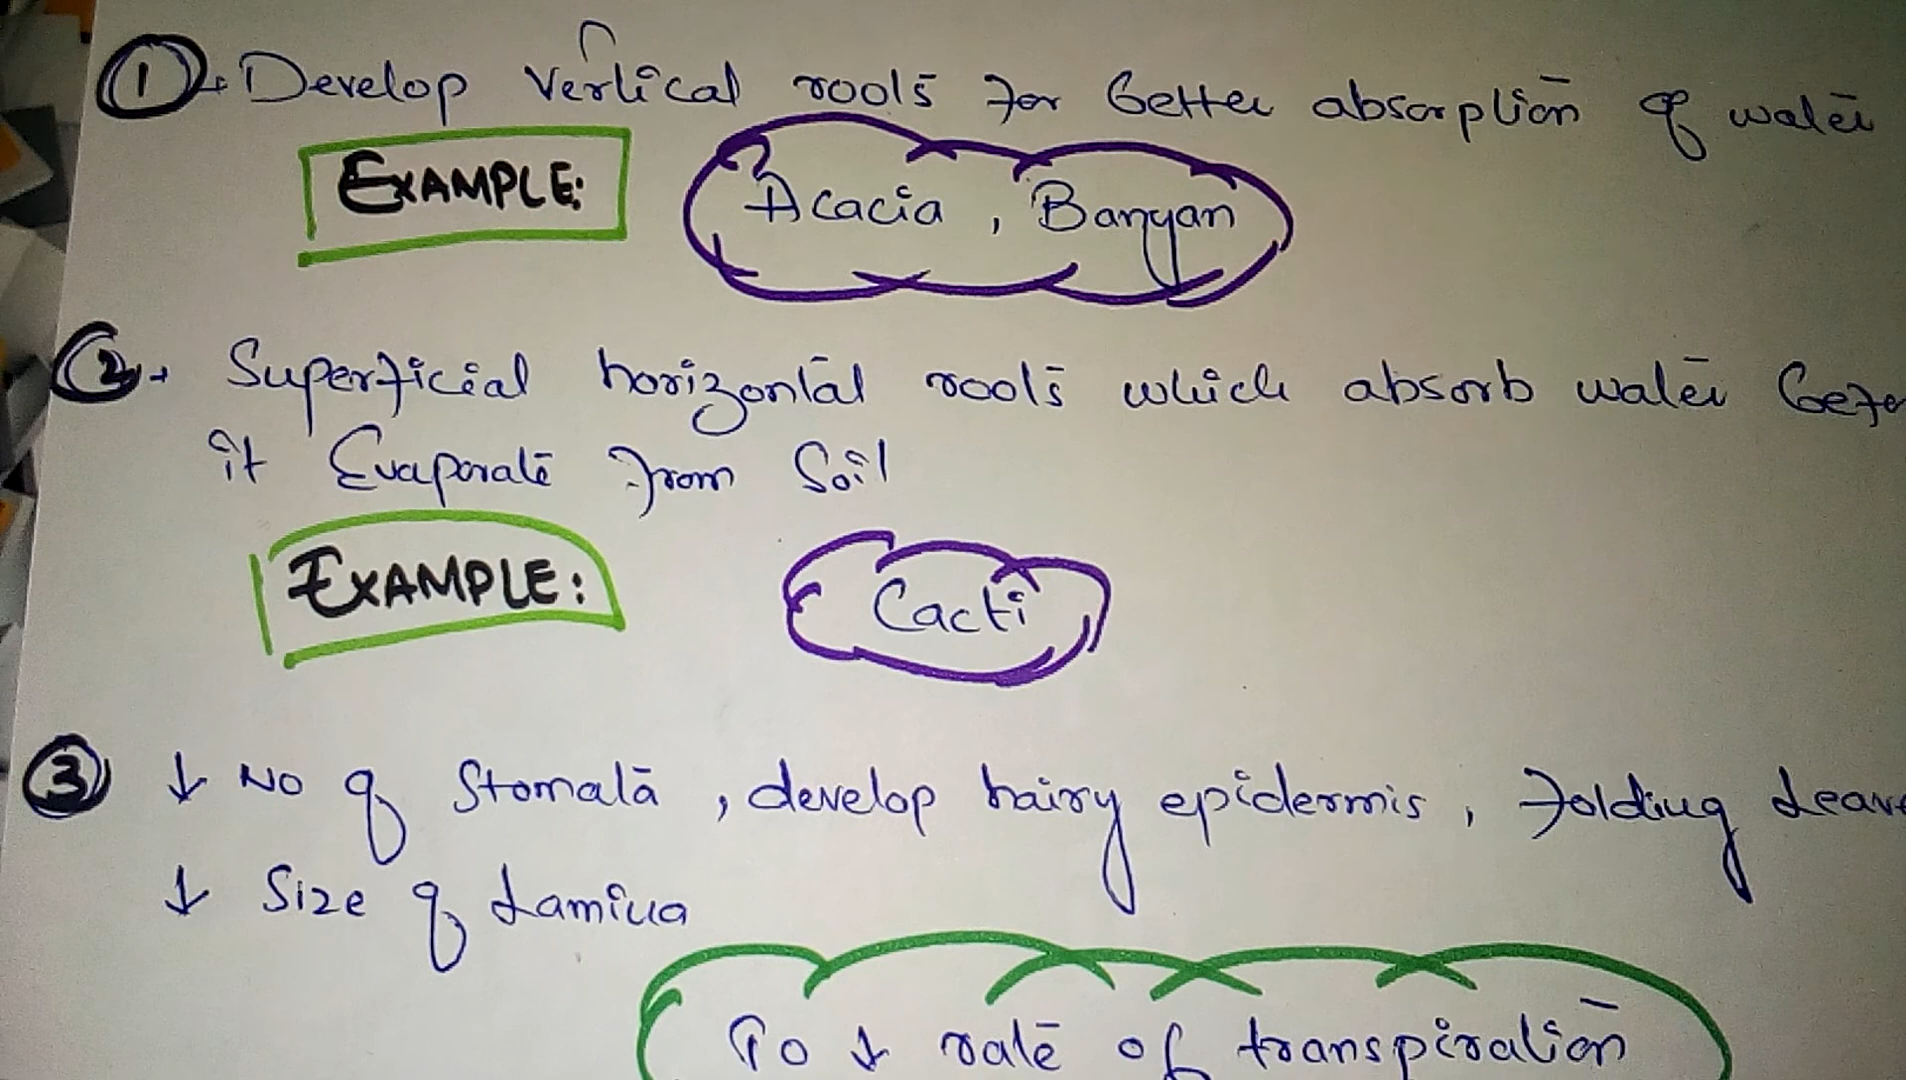 ① Develop vertical roots for better absorption of water
EXAMPLE: Acacia, Banyan
②. Superficial horizontal roots which absorb water befo
it Evaporate from Soil
EXAMPLE: Cacti
③ ↓ No of Stomata, develop hairy epidermis, folding Leave
↓ Size of Lamina
To ↓ rate of transpiration